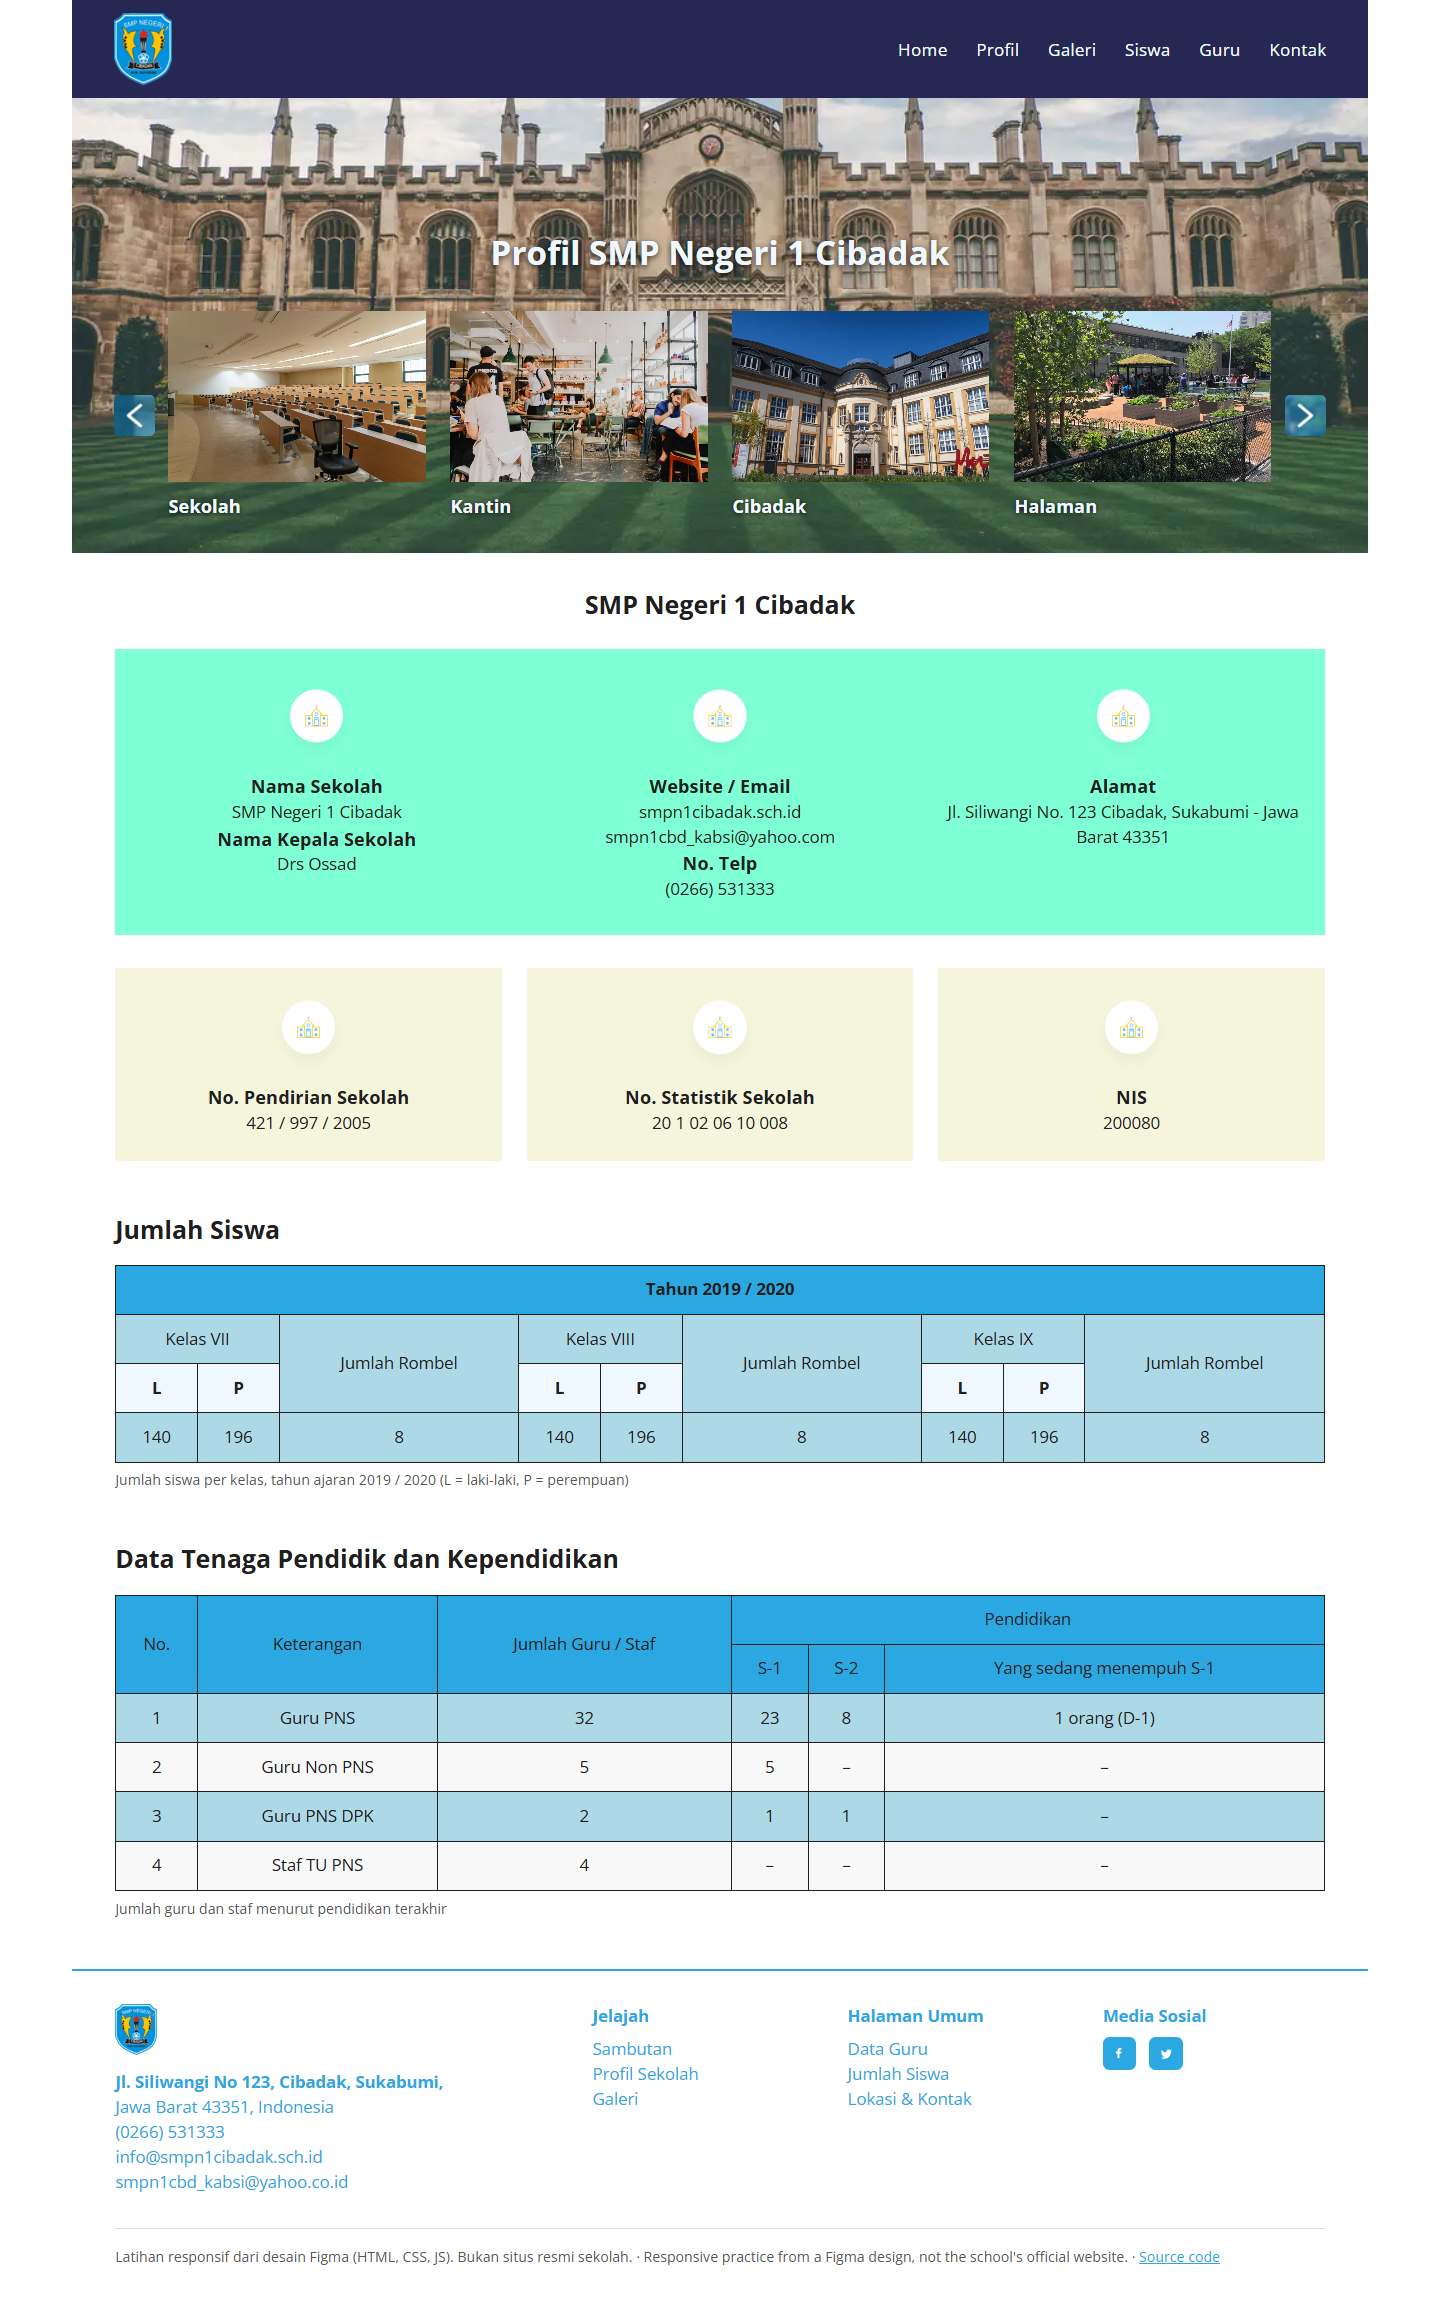 SMP NEGERI
Home Profil Galeri Siswa Guru Kontak
Profil SMP Negeri 1 Cibadak
Sekolah Kantin Cibadak Halaman
SMP Negeri 1 Cibadak
Nama Sekolah
SMP Negeri 1 Cibadak
Nama Kepala Sekolah
Drs Ossad
Website / Email
smpn1cibadak.sch.id
smpn1cbd_kabsi@yahoo.com
No. Telp
(0266) 531333
Alamat
Jl. Siliwangi No. 123 Cibadak, Sukabumi - Jawa
Barat 43351
No. Pendirian Sekolah
421 / 997 / 2005
No. Statistik Sekolah
20 1 02 06 10 008
NIS
200080
Jumlah Siswa
Tahun 2019 / 2020
Kelas VII Jumlah Rombel Kelas VIII Jumlah Rombel Kelas IX Jumlah Rombel
L P L P L P
140 196 8 140 196 8 140 196 8
Jumlah siswa per kelas, tahun ajaran 2019 / 2020 (L = laki-laki, P = perempuan)
Data Tenaga Pendidik dan Kependidikan
No. Keterangan Jumlah Guru / Staf Pendidikan
S-1 S-2 Yang sedang menempuh S-1
1 Guru PNS 32 23 8 1 orang (D-1)
2 Guru Non PNS 5 5 – –
3 Guru PNS DPK 2 1 1 –
4 Staf TU PNS 4 – – –
Jumlah guru dan staf menurut pendidikan terakhir
SMP NEGERI
Jl. Siliwangi No 123, Cibadak, Sukabumi,
Jawa Barat 43351, Indonesia
(0266) 531333
info@smpn1cibadak.sch.id
smpn1cbd_kabsi@yahoo.co.id
Jelajah
Sambutan
Profil Sekolah
Galeri
Halaman Umum
Data Guru
Jumlah Siswa
Lokasi & Kontak
Media Sosial
Latihan responsif dari desain Figma (HTML, CSS, JS). Bukan situs resmi sekolah. · Responsive practice from a Figma design, not the school's official website. · Source code